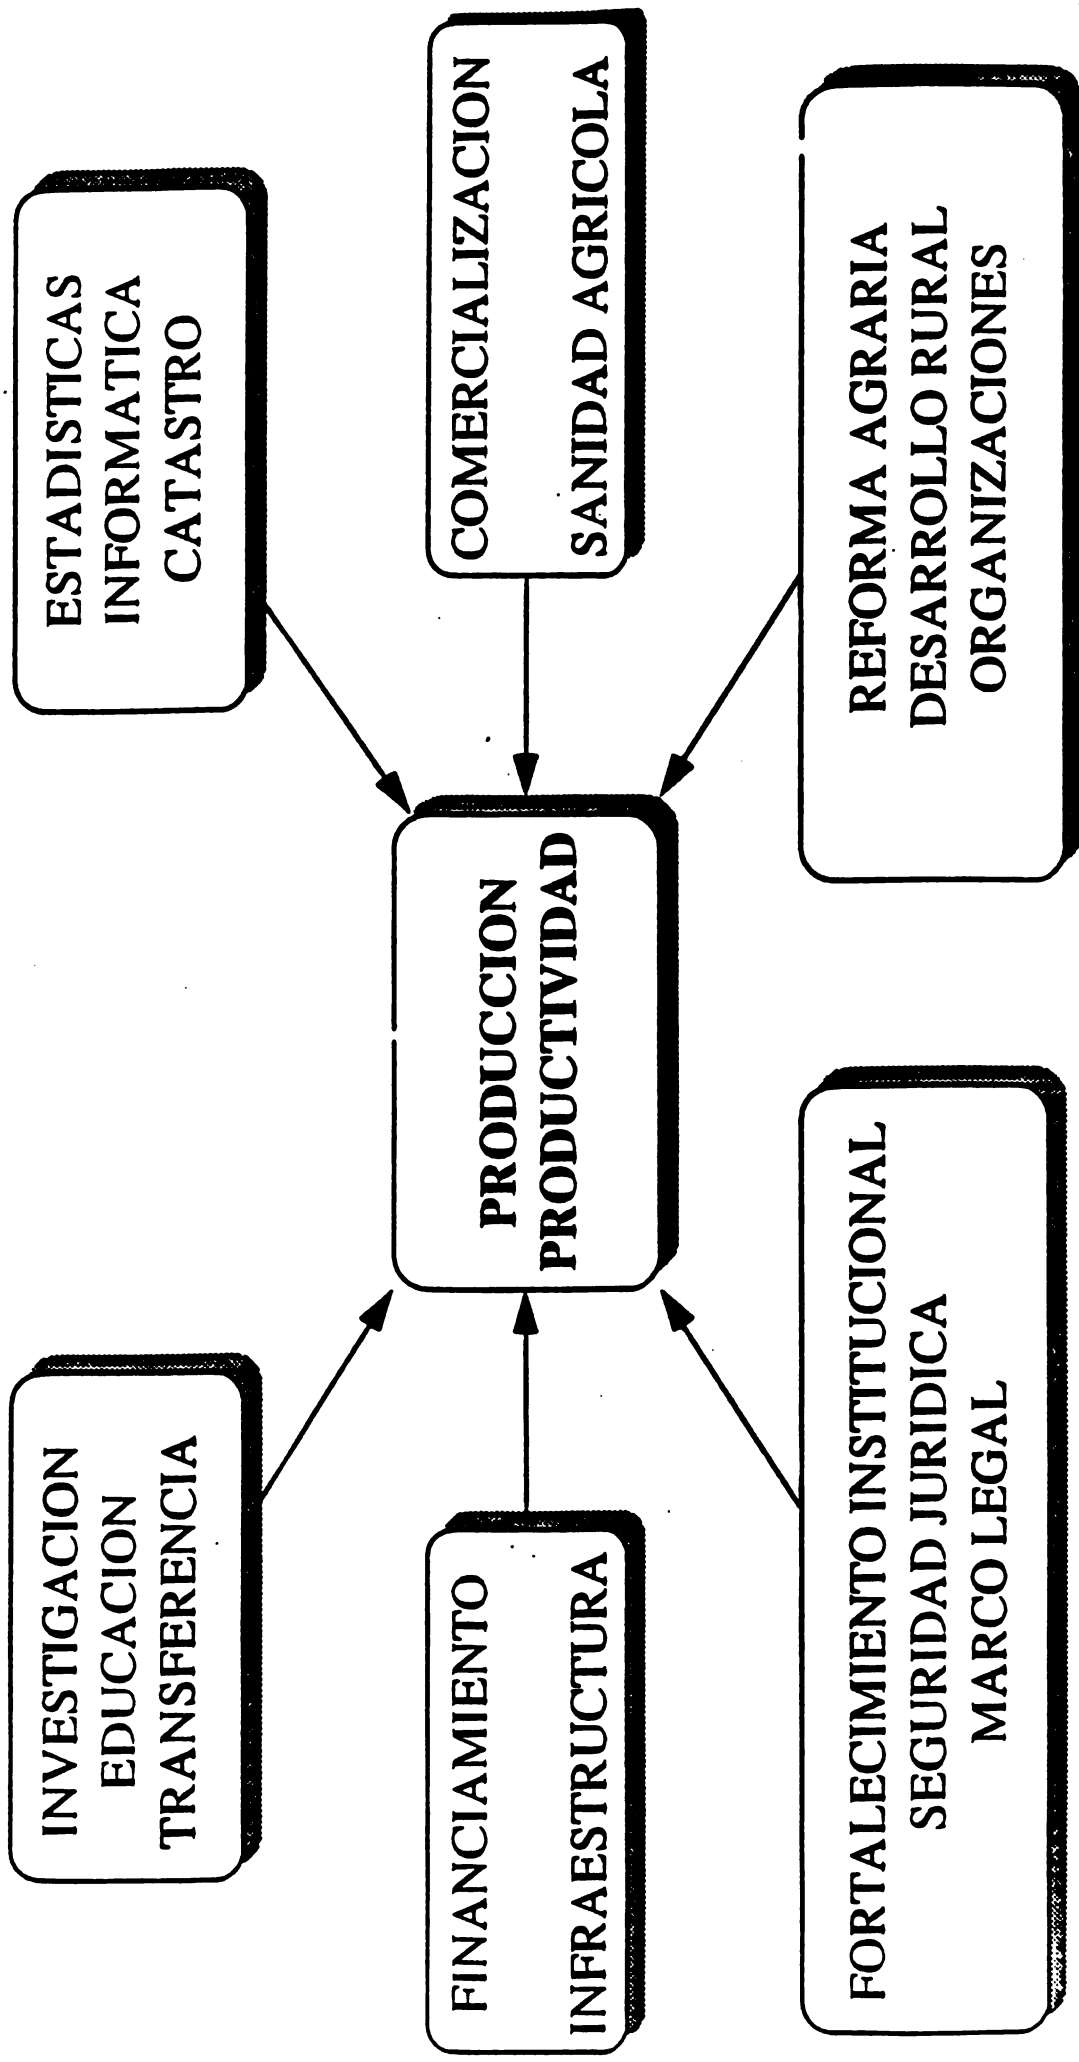 INVESTIGACION
EDUCACION
TRANSFERENCIA
ESTADISTICAS
INFORMATICA
CATASTRO
FINANCIAMIENTO
INFRAESTRUCTURA
PRODUCCION
PRODUCTIVIDAD
COMERCIALIZACION
SANIDAD AGRICOLA
FORTALECIMIENTO INSTITUCIONAL
SEGURIDAD JURIDICA
MARCO LEGAL
REFORMA AGRARIA
DESARROLLO RURAL
ORGANIZACIONES